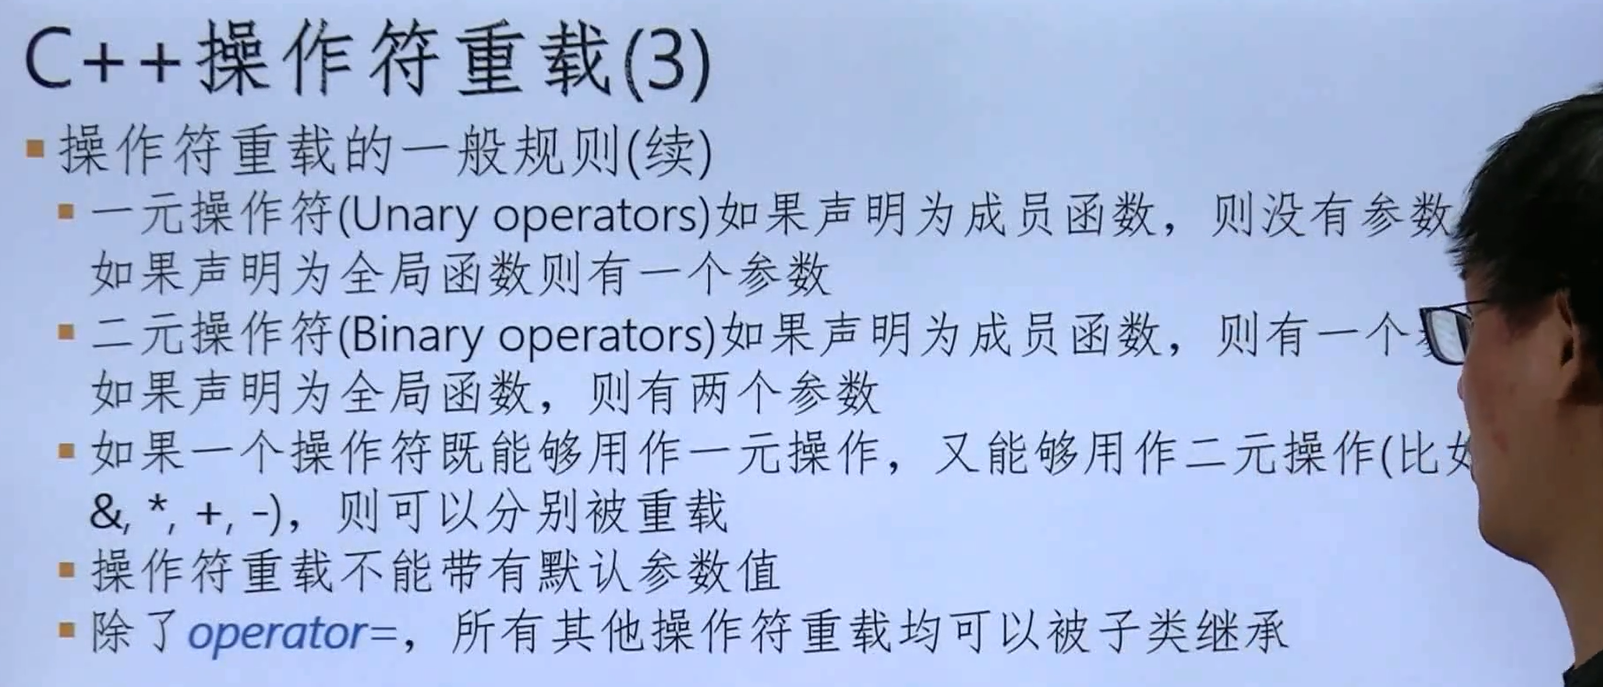 C++操作符重载(3)
操作符重载的一般规则(续)
一元操作符(Unary operators)如果声明为成员函数，则没有参数
如果声明为全局函数则有一个参数
二元操作符(Binary operators)如果声明为成员函数，则有一个
如果声明为全局函数，则有两个参数
如果一个操作符既能够用作一元操作，又能够用作二元操作(比如
&, *, +, -)，则可以分别被重载
操作符重载不能带有默认参数值
除了operator=，所有其他操作符重载均可以被子类继承